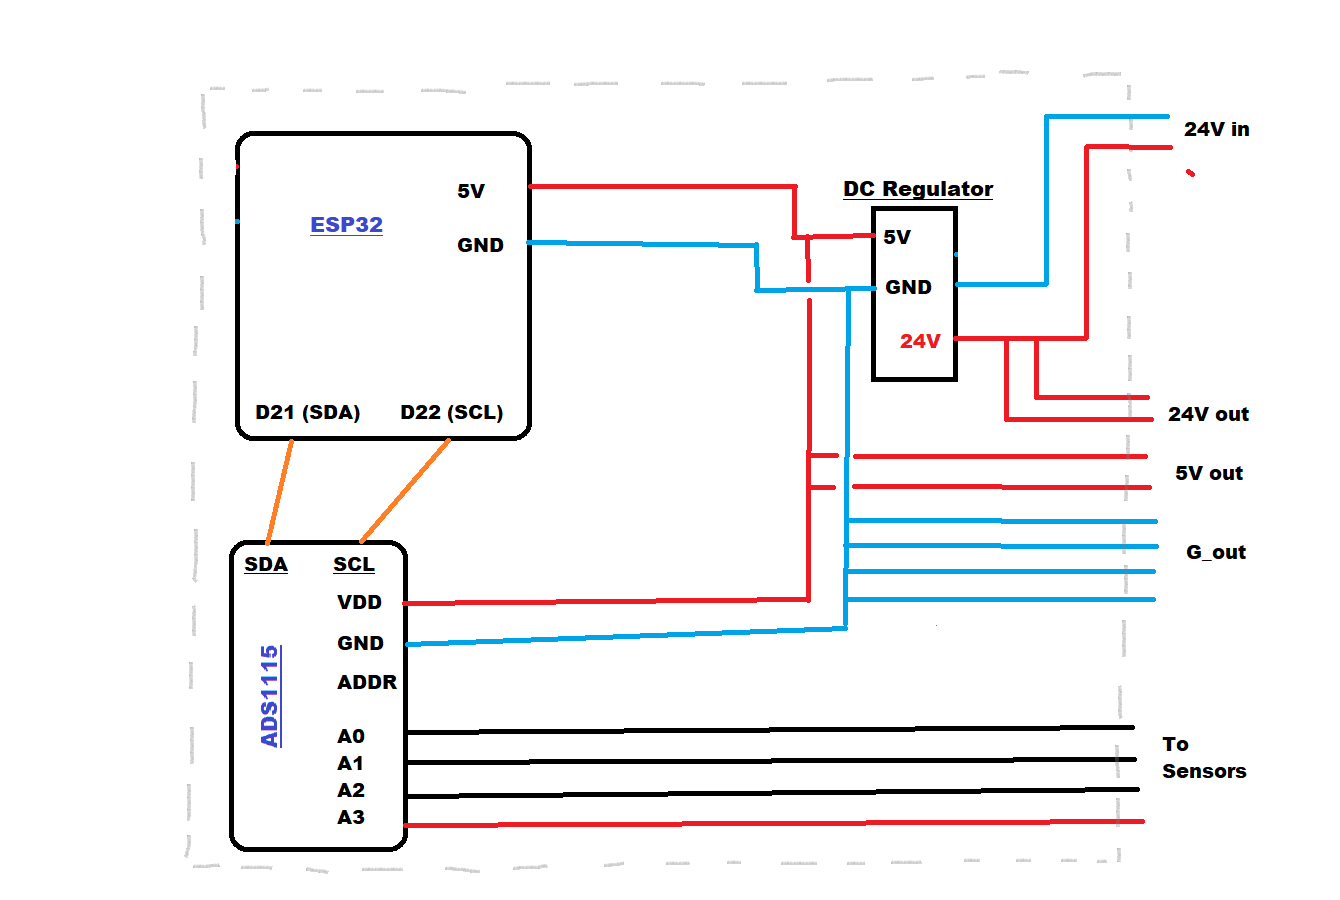 24V in
DC Regulator
5V
ESP32
5V
GND
GND
24V
D21 (SDA)
D22 (SCL)
24V out
5V out
G_out
SDA
SCL
VDD
GND
ADDR
ADS1115
A0
A1
A2
A3
To
Sensors